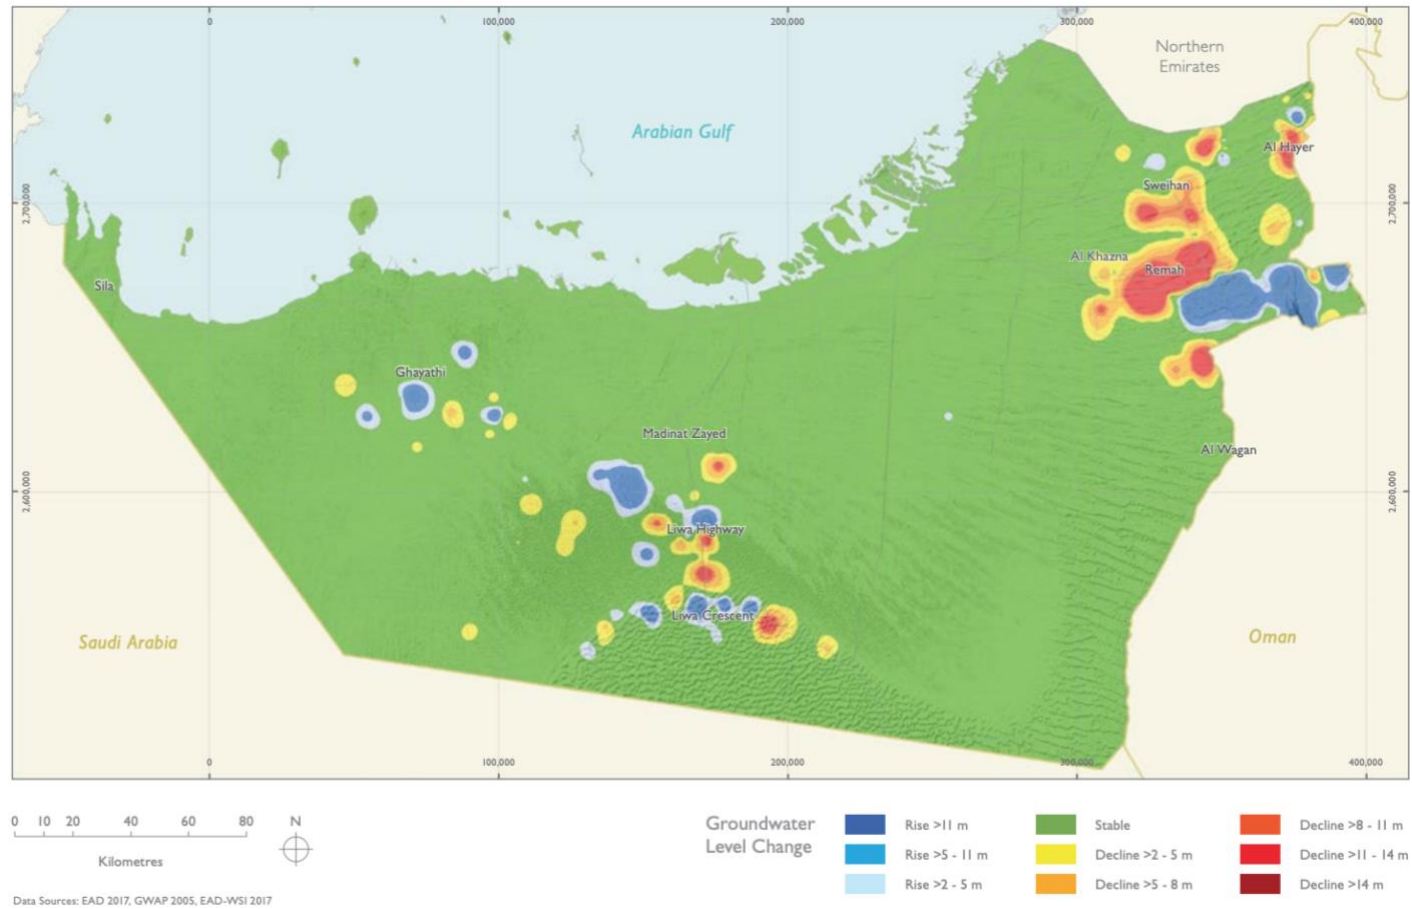 0
100,000
200,000
300,000
400,000
Northern
Emirates
Arabian Gulf
Al Hayer
Sweihan
2,700,000
2,700,000
Al Khazna
Remah
Sila
Ghayathi
Madinat Zayed
Al Wagan
2,600,000
2,600,000
Liwa Highway
Liwa Crescent
Saudi Arabia
Oman
0
100,000
200,000
300,000
400,000
0 10 20 40 60 80
N
Kilometres
Groundwater
Level Change
Rise >11 m
Rise >5 - 11 m
Rise >2 - 5 m
Stable
Decline >2 - 5 m
Decline >5 - 8 m
Decline >8 - 11 m
Decline >11 - 14 m
Decline >14 m
Data Sources: EAD 2017, GWAP 2005, EAD-WSI 2017